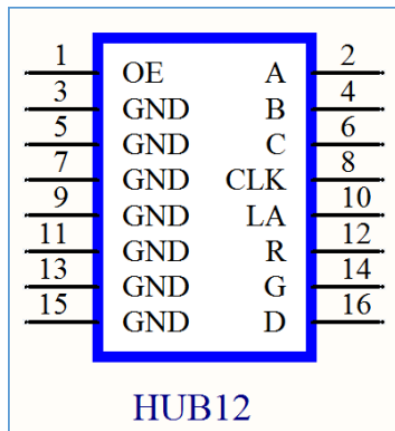 1 OE A 2
3 GND B 4
5 GND C 6
7 GND CLK 8
9 GND LA 10
11 GND R 12
13 GND G 14
15 GND D 16
HUB12